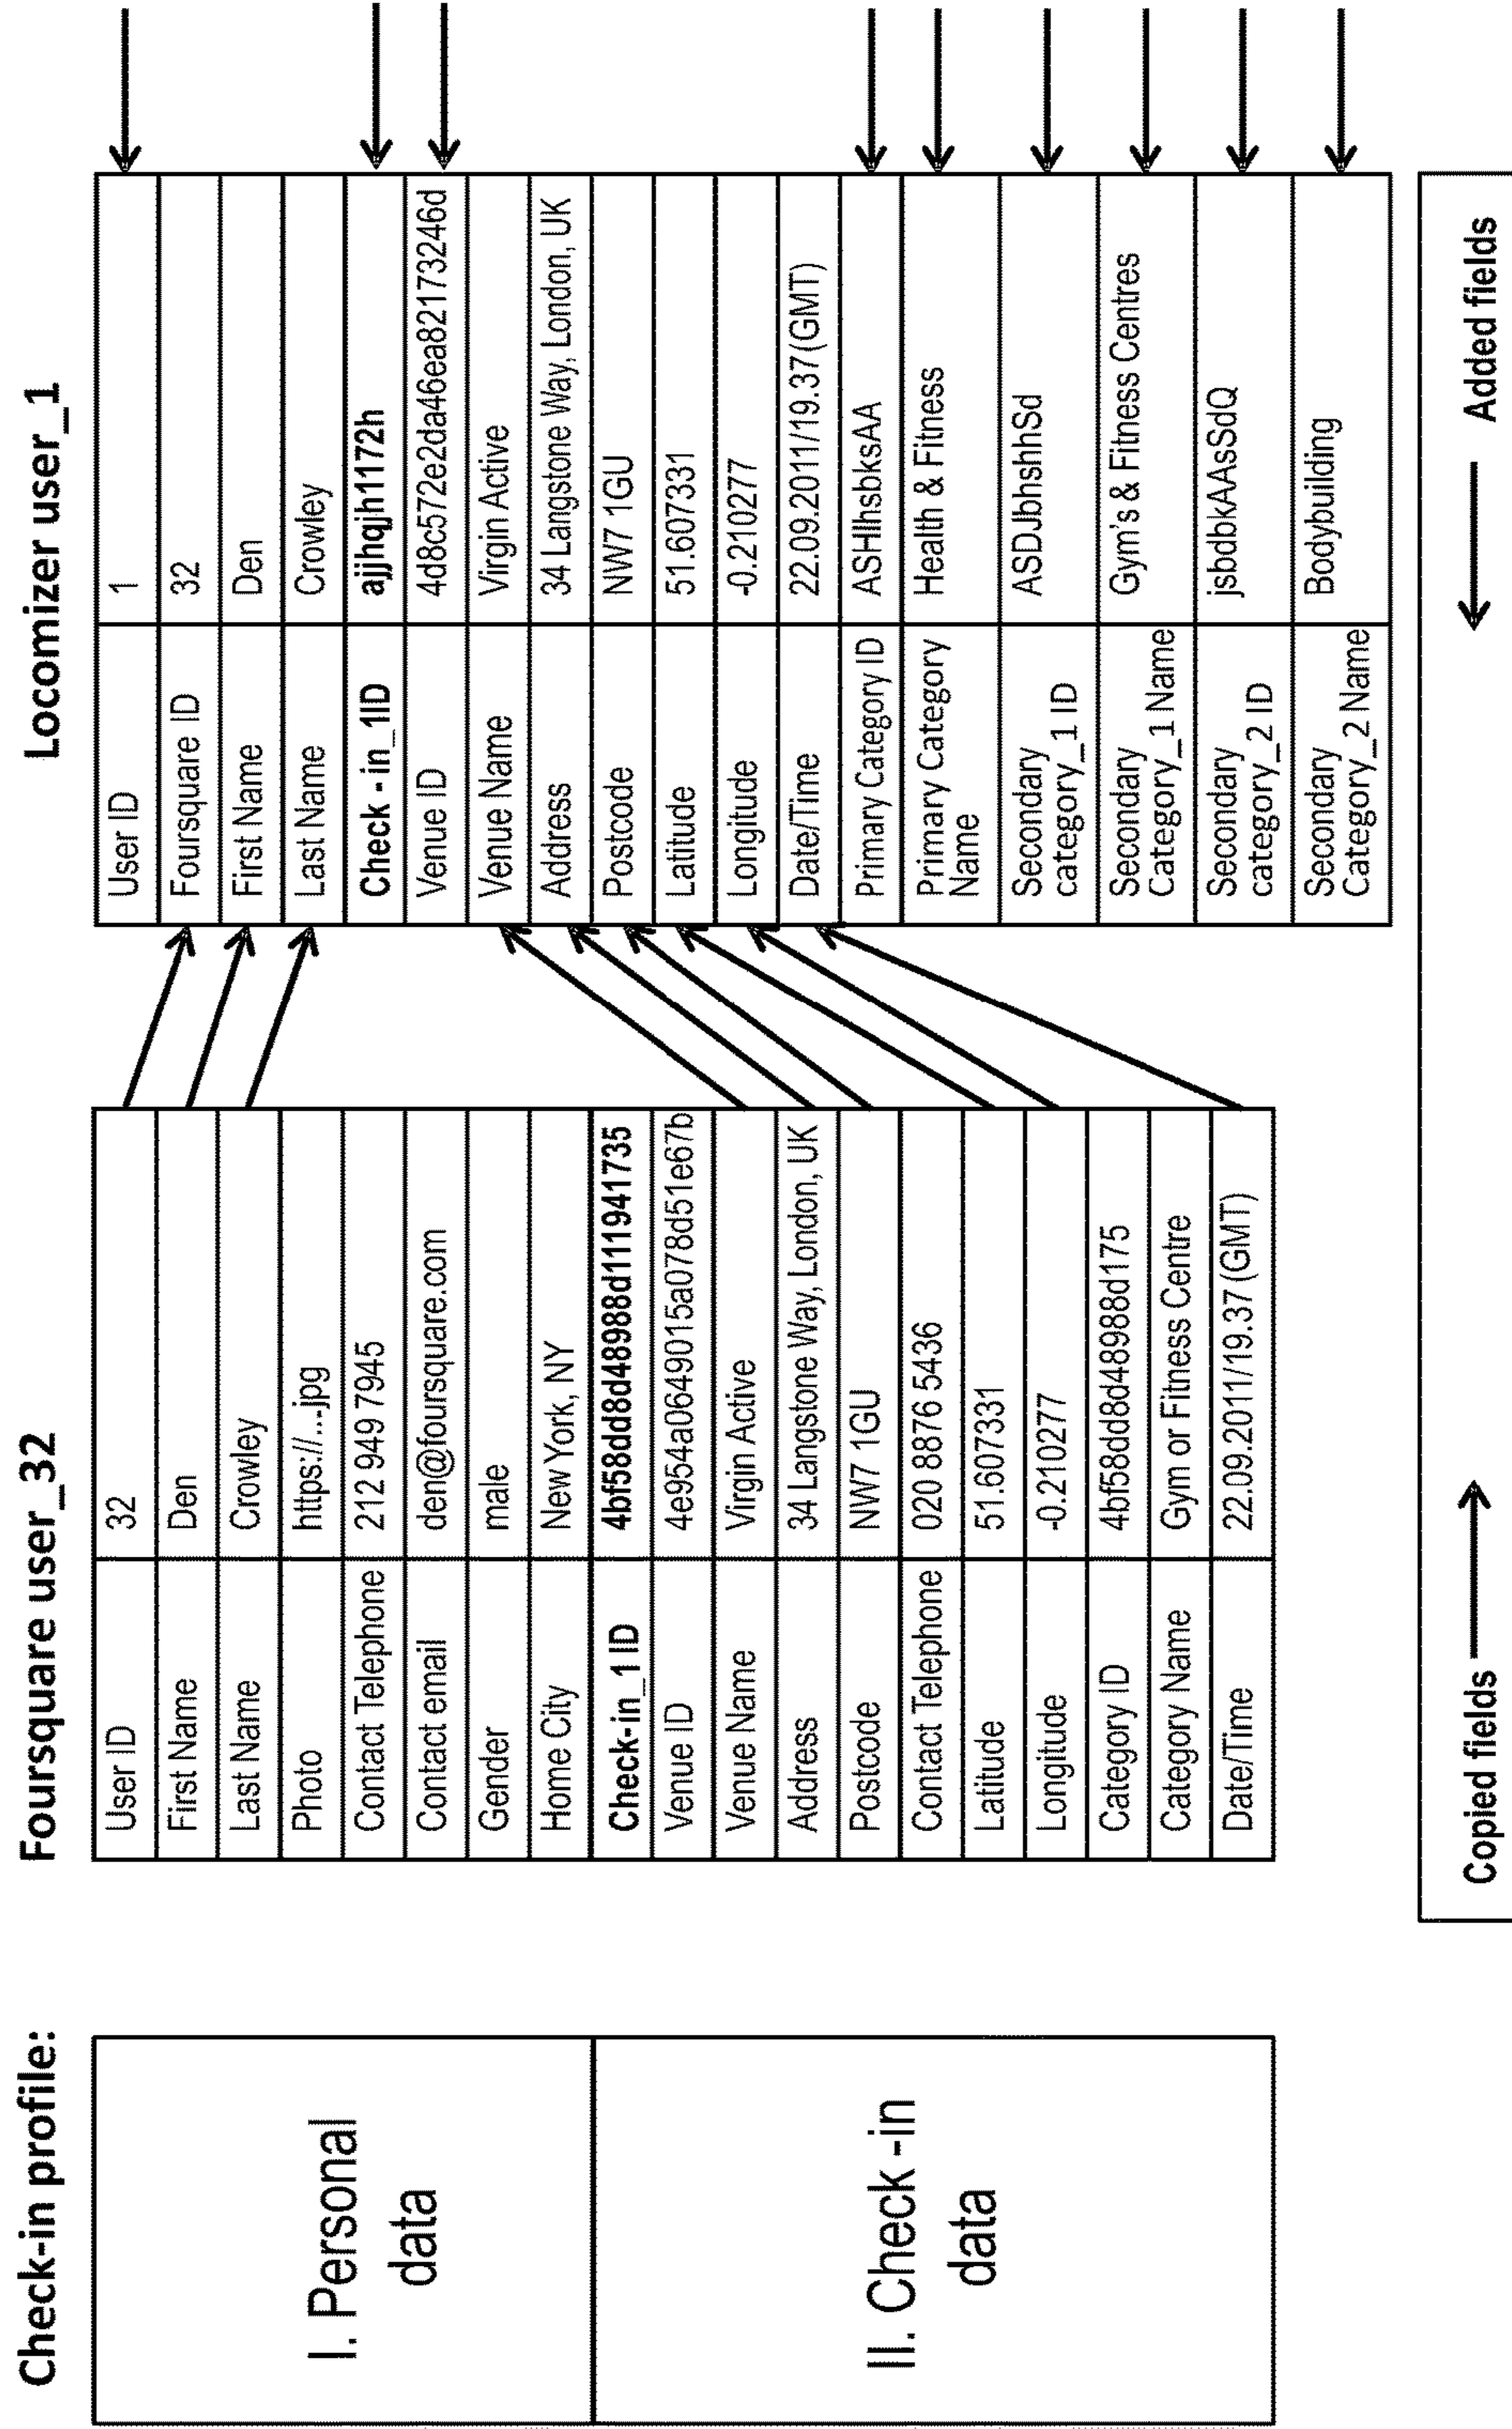 Check-in profile:
I. Personal
data
II. Check -in
data
Foursquare user_32
User ID 32
First Name Den
Last Name Crowley
Photo https://....jpg
Contact Telephone 212 949 7945
Contact email den@foursquare.com
Gender male
Home City New York, NY
Check-in_1 ID 4bf58dd8d48988d111941735
Venue ID 4e954a0649015a078d51e67b
Venue Name Virgin Active
Address 34 Langstone Way, London, UK
Postcode NW7 1GU
Contact Telephone 020 8876 5436
Latitude 51.607331
Longitude -0.210277
Category ID 4bf58dd8d48988d175
Category Name Gym or Fitness Centre
Date/Time 22.09.2011/19.37 (GMT)
Locomizer user_1
User ID 1
Foursquare ID 32
First Name Den
Last Name Crowley
Check - in_1ID ajjhqjh1172h
Venue ID 4d8c572e2da46ea82173246d
Venue Name Virgin Active
Address 34 Langstone Way, London, UK
Postcode NW7 1GU
Latitude 51.607331
Longitude -0.210277
Date/Time 22.09.2011/19.37(GMT)
Primary Category ID ASHlhsbksAA
Primary Category Health & Fitness
Name
Secondary ASDJbhshhSd
category_1 ID
Secondary Gym's & Fitness Centres
Category_1 Name
Secondary jsbdbkAAsSdQ
category_2 ID
Secondary Bodybuilding
Category_2 Name
Copied fields
Added fields